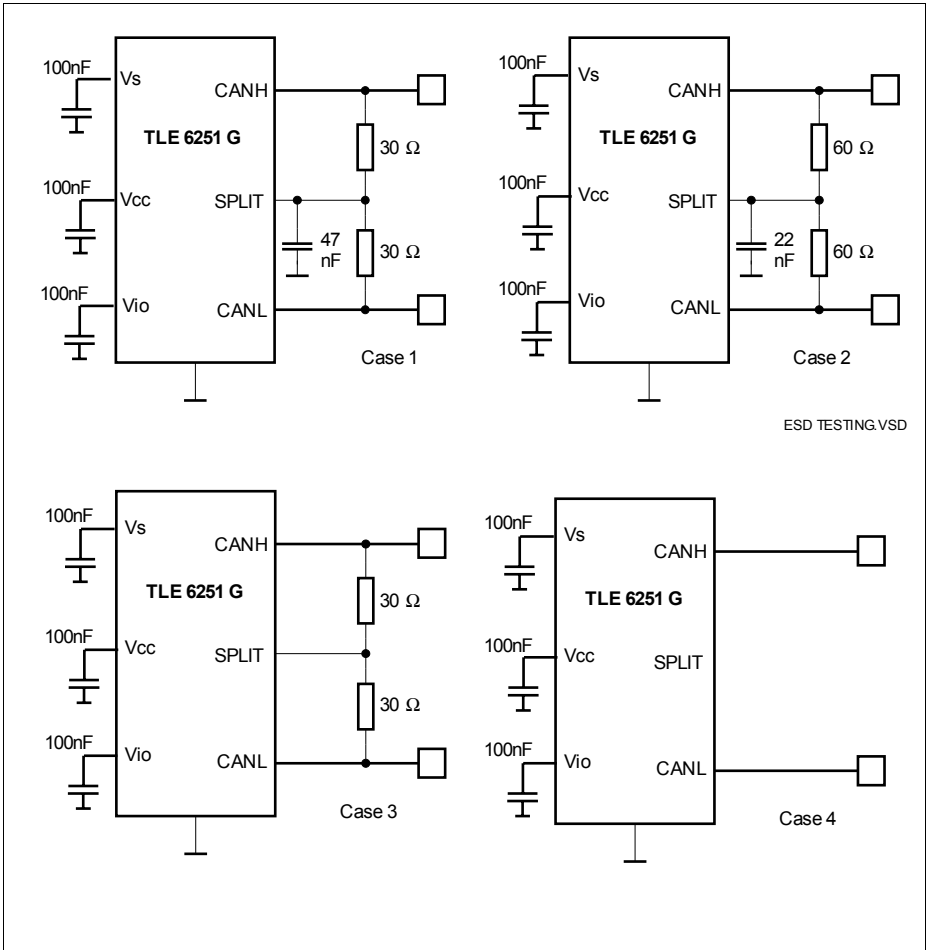 100nF
Vs
CANH
TLE 6251 G
30 Ω
100nF
Vcc
SPLIT
47
nF
30 Ω
100nF
Vio
CANL
Case 1
100nF
Vs
CANH
TLE 6251 G
60 Ω
100nF
Vcc
SPLIT
22
nF
60 Ω
100nF
Vio
CANL
Case 2
ESD TESTING.VSD
100nF
Vs
CANH
TLE 6251 G
30 Ω
100nF
Vcc
SPLIT
30 Ω
100nF
Vio
CANL
Case 3
100nF
Vs
CANH
TLE 6251 G
100nF
Vcc
SPLIT
100nF
Vio
CANL
Case 4